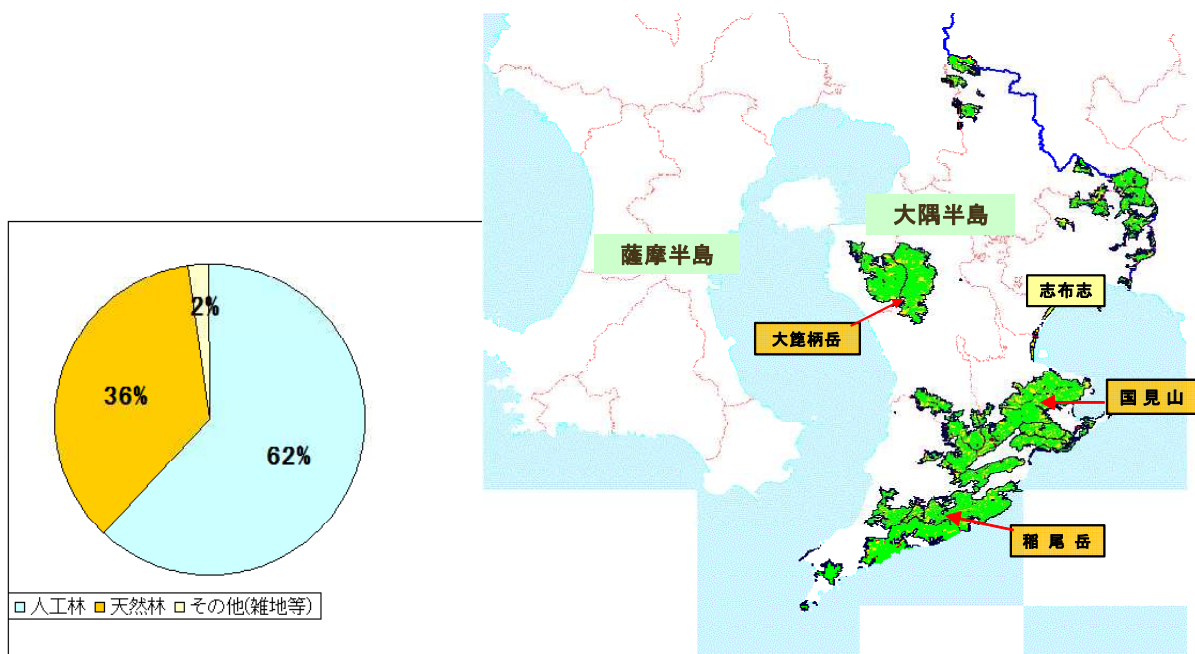 2%
36%
62%
□ 人工林 □ 天然林 □ その他(雑地等)
大隅半島
薩摩半島
志布志
大箆柄岳
国 見 山
稲 尾 岳